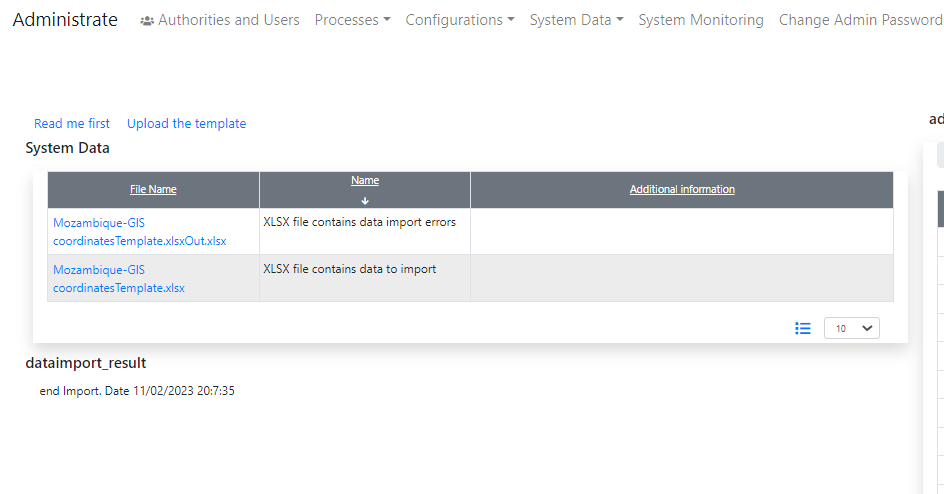 Administrate Authorities and Users Processes Configurations System Data System Monitoring Change Admin Password
Read me first Upload the template
ad
System Data
File Name Name Additional information
Mozambique-GIS coordinatesTemplate.xlsxOut.xlsx XLSX file contains data import errors
Mozambique-GIS coordinatesTemplate.xlsx XLSX file contains data to import
10
dataimport_result
end Import. Date 11/02/2023 20:7:35